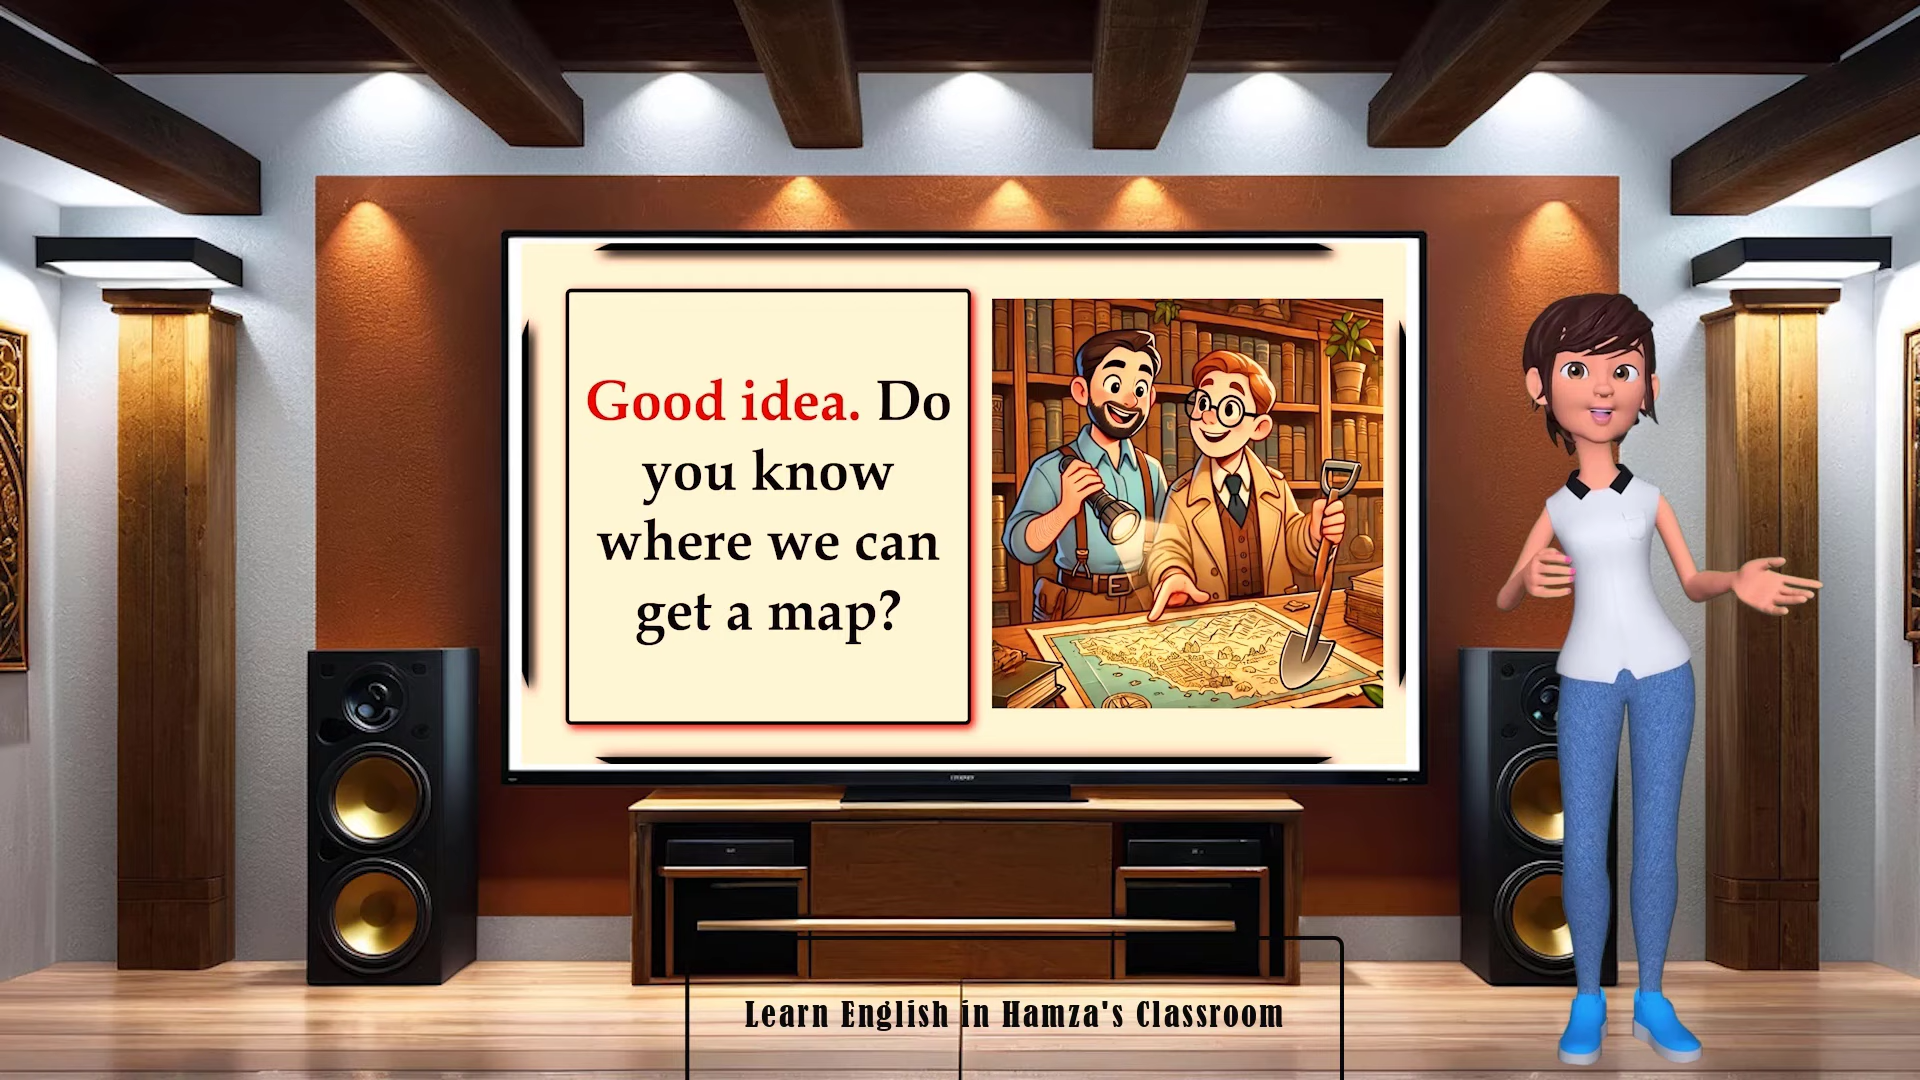 Good idea. Do
you know
where we can
get a map?
Learn English in Hamza's Classroom